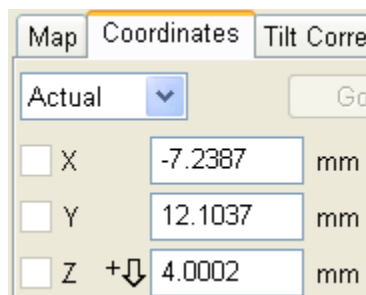 Map Coordinates Tilt Corre
Actual Go
X -7.2387 mm
Y 12.1037 mm
Z + 4.0002 mm